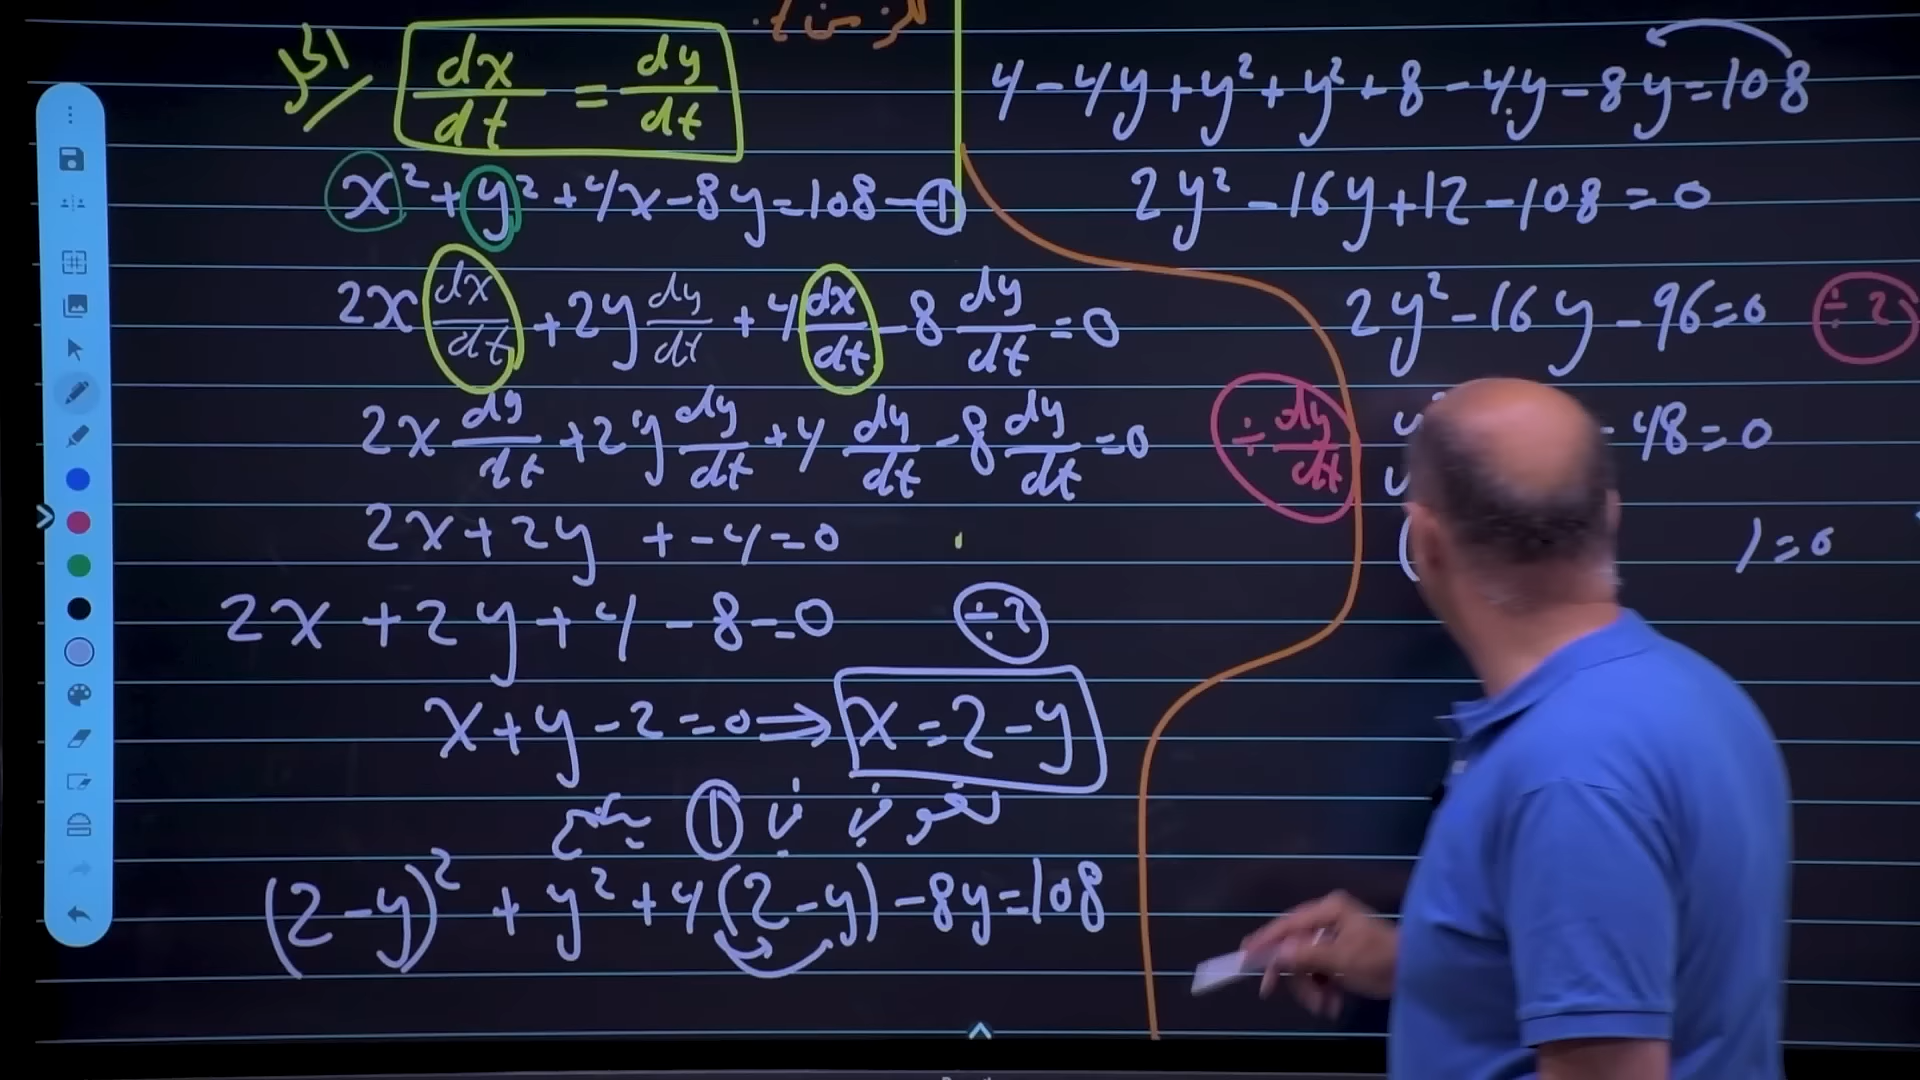 dx/dt = dy/dt
x² + y² + 4x - 8y = 108 — ①
2x dx/dt + 2y dy/dt + 4 dx/dt - 8 dy/dt = 0
2x dy/dt + 2y dy/dt + 4 dy/dt - 8 dy/dt = 0 ÷ dy/dt
2x + 2y + -4 = 0
2x + 2y + 4 - 8 = 0 ÷2
x + y - 2 = 0 ⇒ x = 2 - y
①
(2 - y)² + y² + 4(2 - y) - 8y = 108
4 - 4y + y² + y² + 8 - 4y - 8y = 108
2y² - 16y + 12 - 108 = 0
2y² - 16y - 96 = 0 ÷2
- 48 = 0
( ) = 0